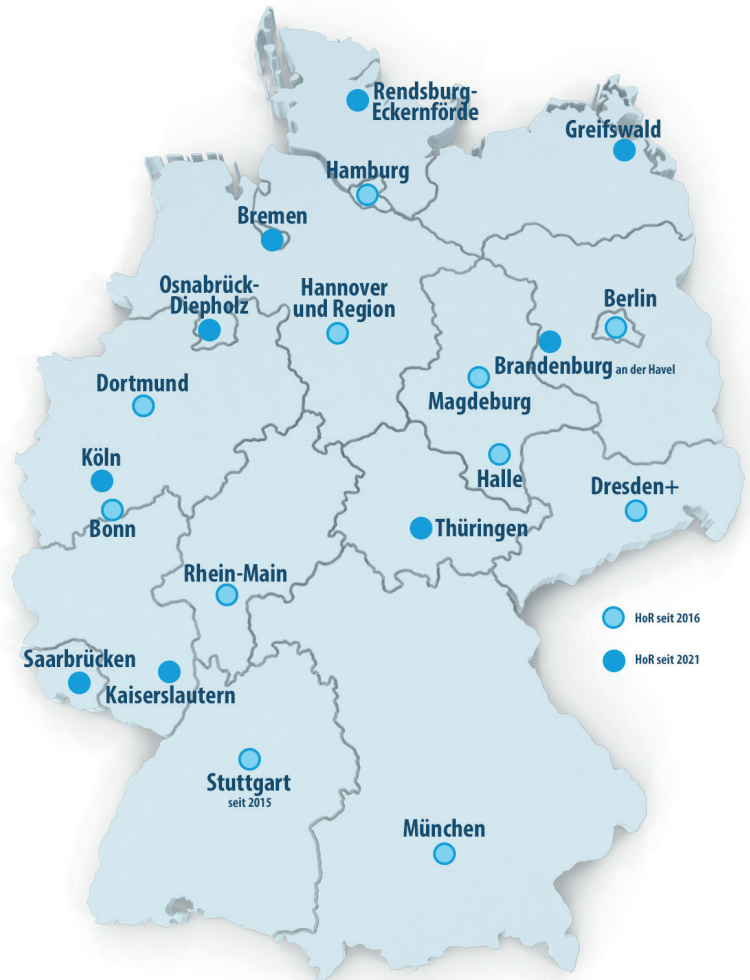 Rendsburg-
Eckernförde
Greifswald
Hamburg
Bremen
Osnabrück-
Diepholz
Hannover
und Region
Berlin
Brandenburg an der Havel
Dortmund
Magdeburg
Köln
Halle
Dresden+
Bonn
Thüringen
Rhein-Main
HoR seit 2016
HoR seit 2021
Saarbrücken
Kaiserslautern
Stuttgart
seit 2015
München